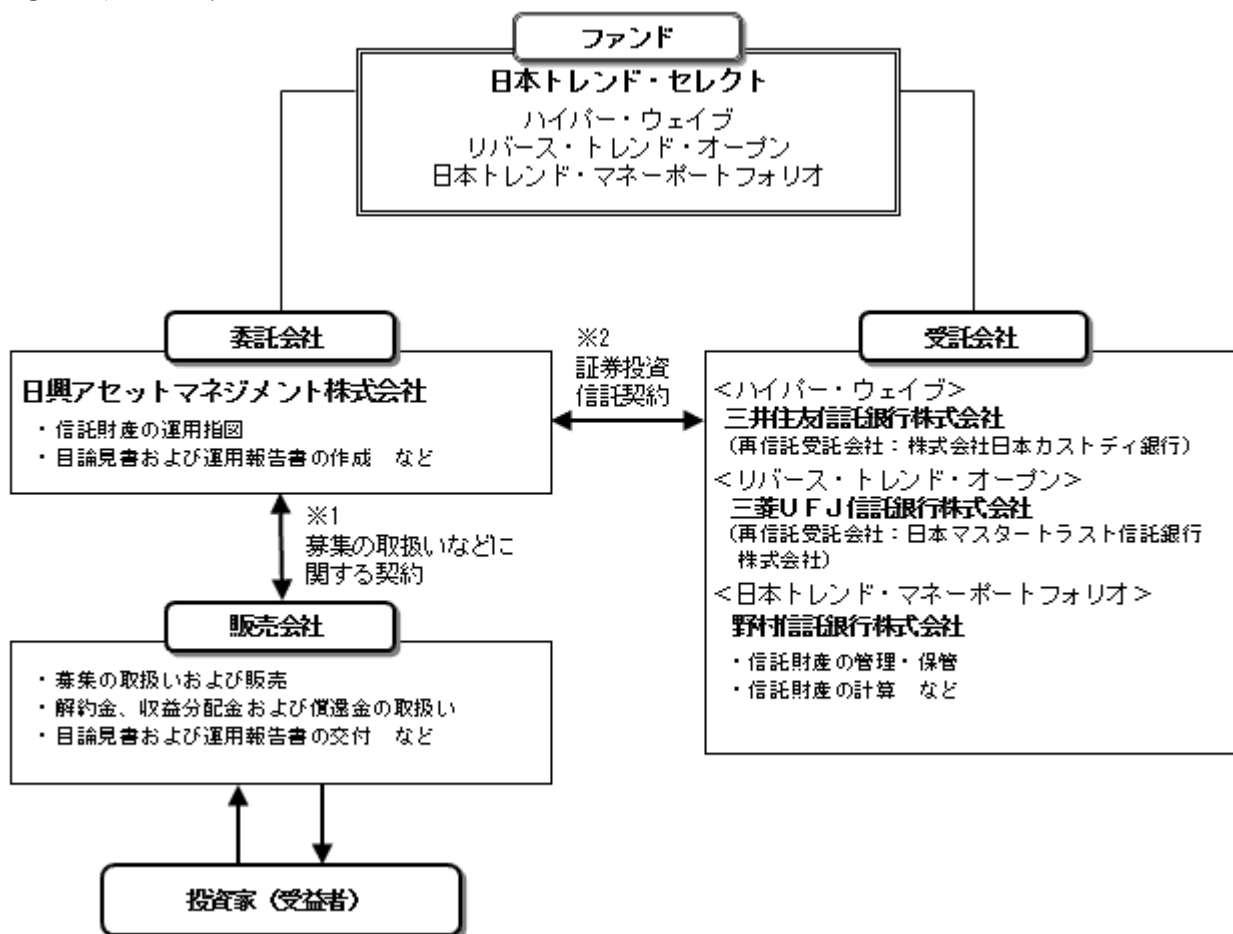 ファンド
日本トレンド・セレクト
ハイパー・ウェイブ
リバース・トレンド・オープン
日本トレンド・マネーポートフォリオ
委託会社
日興アセットマネジメント株式会社
・信託財産の運用指図
・目論見書および運用報告書の作成　など
※2
証券投資
信託契約
受託会社
＜ハイパー・ウェイブ＞
三井住友信託銀行株式会社
（再信託受託会社：株式会社日本カストディ銀行）
＜リバース・トレンド・オープン＞
三菱ＵＦＪ信託銀行株式会社
（再信託受託会社：日本マスタートラスト信託銀行
株式会社）
＜日本トレンド・マネーポートフォリオ＞
野村信託銀行株式会社
・信託財産の管理・保管
・信託財産の計算　など
※1
募集の取扱いなどに
関する契約
販売会社
・募集の取扱いおよび販売
・解約金、収益分配金および償還金の取扱い
・目論見書および運用報告書の交付　など
投資家（受益者）